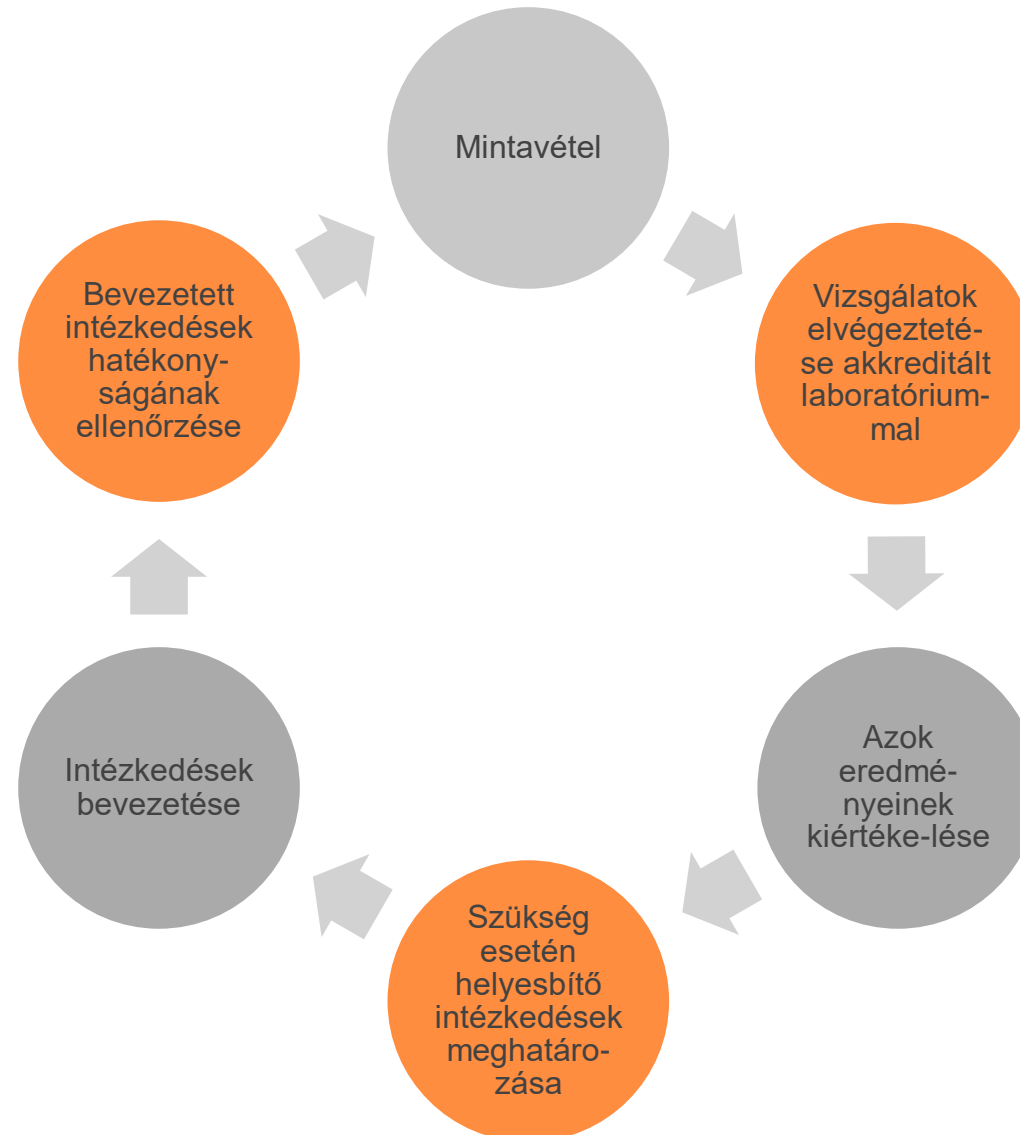 Mintavétel
Vizsgálatok
elvégezteté-
se akkreditált
laboratórium-
mal
Azok
eredmé-
nyeinek
kiértéke-lése
Szükség
esetén
helyesbítő
intézkedések
meghatáro-
zása
Intézkedések
bevezetése
Bevezetett
intézkedések
hatékony-
ságának
ellenőrzése